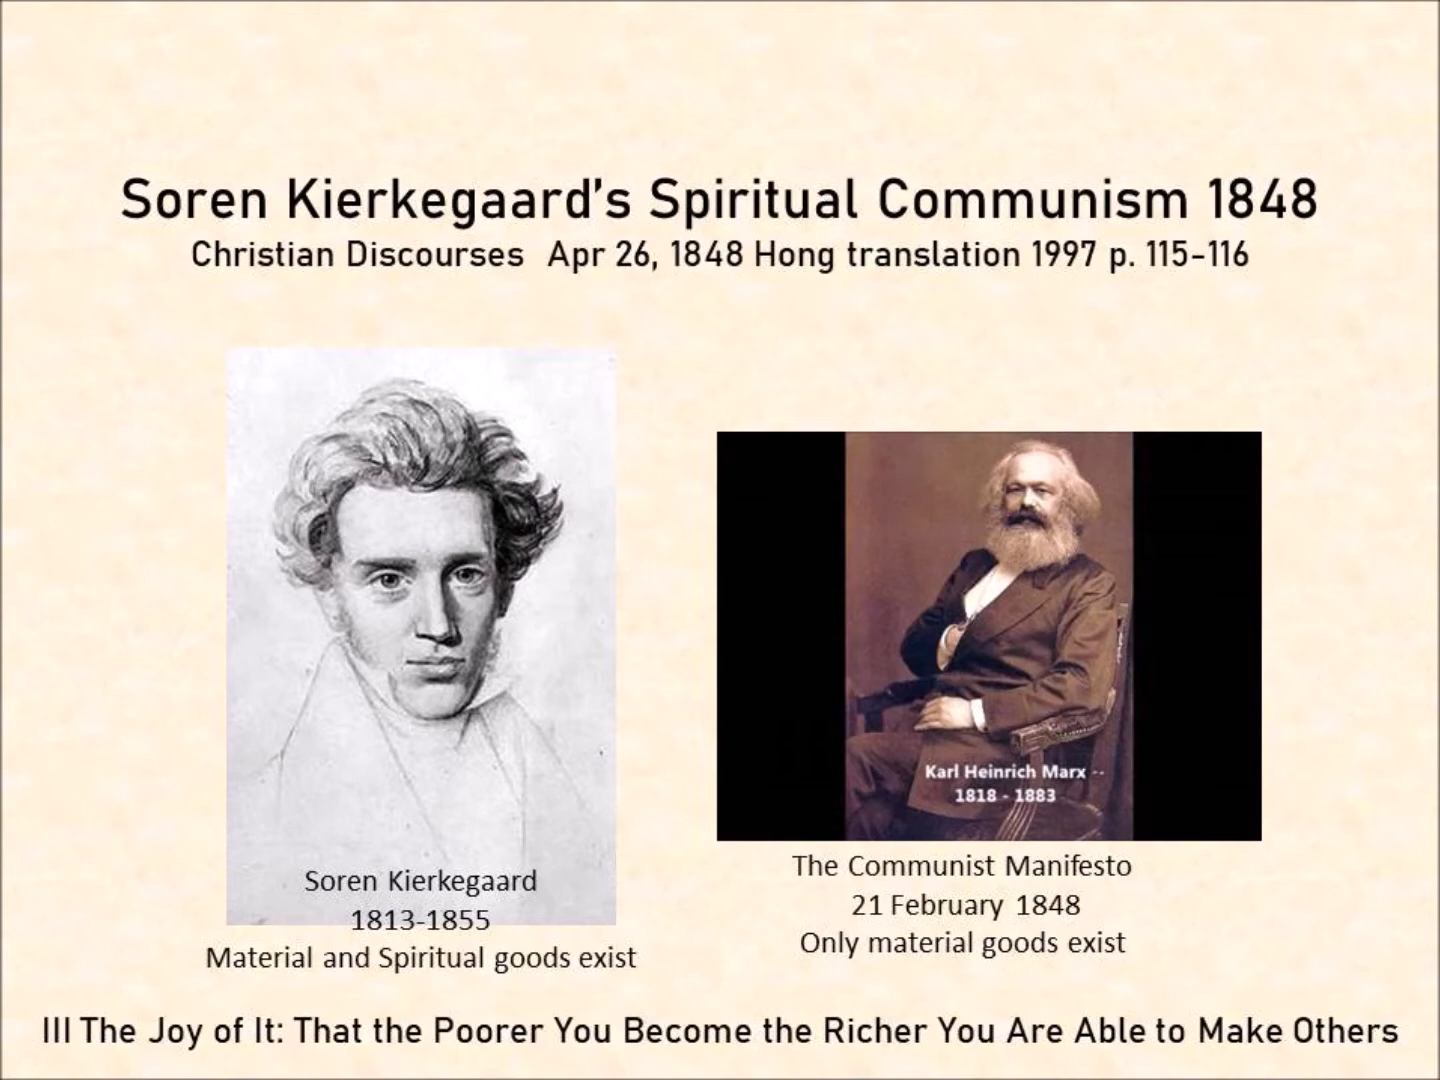 Soren Kierkegaard's Spiritual Communism 1848
Christian Discourses  Apr 26, 1848 Hong translation 1997 p. 115-116
Soren Kierkegaard
1813-1855
Material and Spiritual goods exist
Karl Heinrich Marx --
1818 - 1883
The Communist Manifesto
21 February 1848
Only material goods exist
III The Joy of It: That the Poorer You Become the Richer You Are Able to Make Others